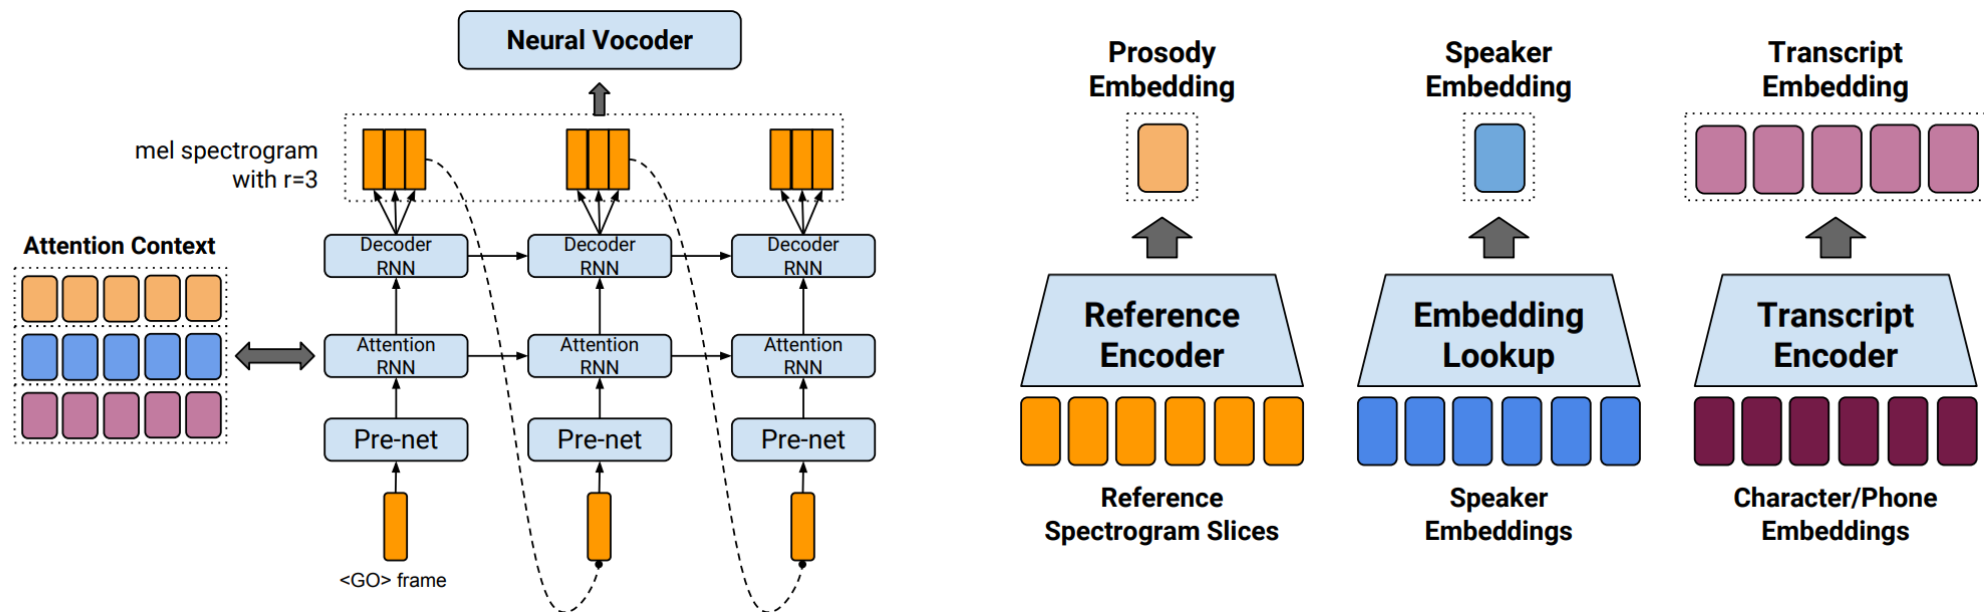 Neural Vocoder
mel spectrogram
with r=3
Attention Context
Decoder
RNN
Decoder
RNN
Decoder
RNN
Attention
RNN
Attention
RNN
Attention
RNN
Pre-net
Pre-net
Pre-net
<GO> frame
Prosody
Embedding
Speaker
Embedding
Transcript
Embedding
Reference
Encoder
Embedding
Lookup
Transcript
Encoder
Reference
Spectrogram Slices
Speaker
Embeddings
Character/Phone
Embeddings